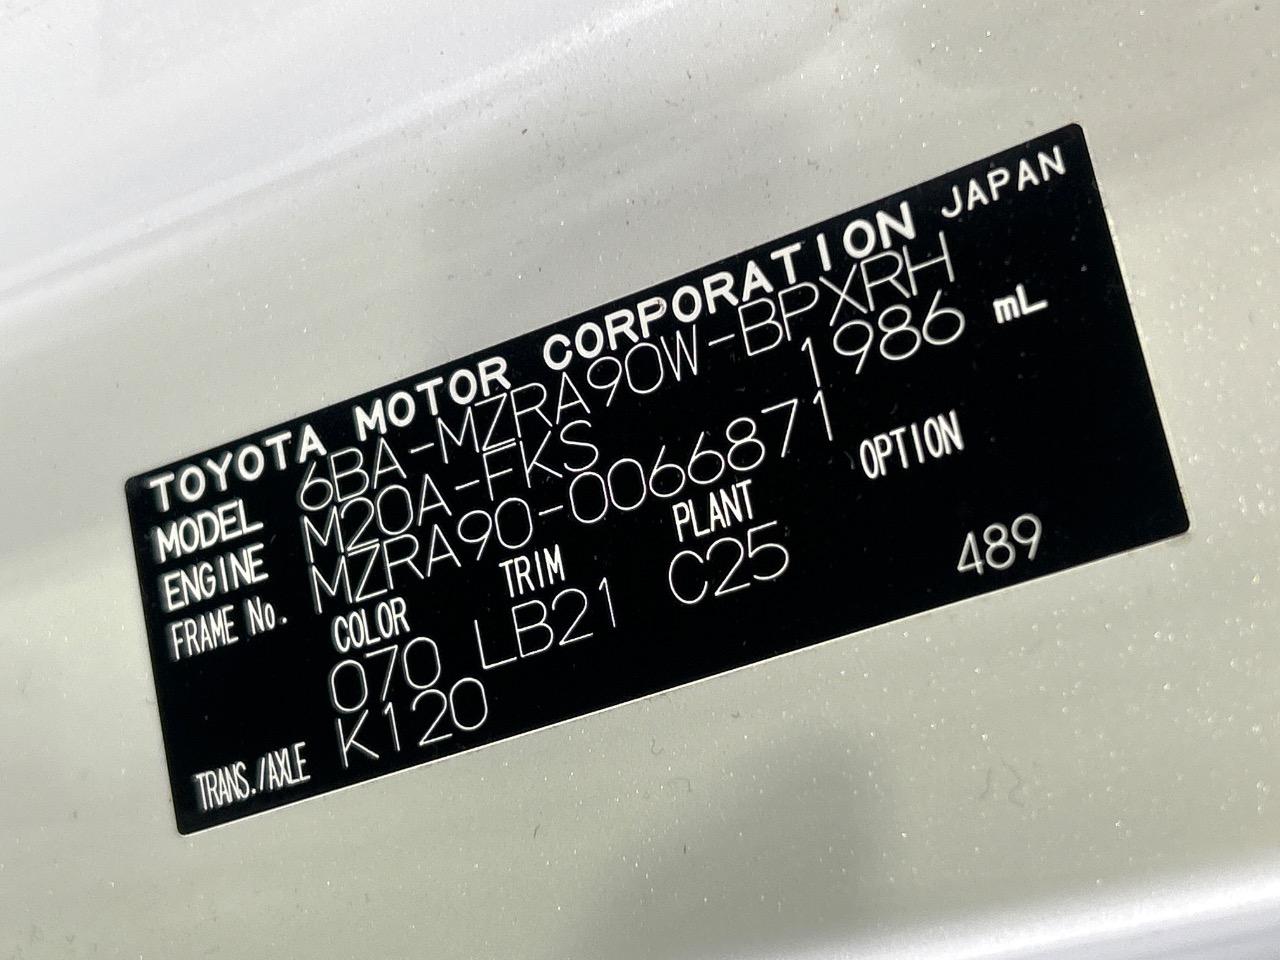 TOYOTA MOTOR CORPORATION JAPAN
MODEL 6BA-MZRA90W-BPXRH
ENGINE M20A-FKS 1986 mL
FRAME No. MZRA90-0066871
COLOR TRIM PLANT OPTION
070 LB21 C25 489
TRANS./AXLE K120